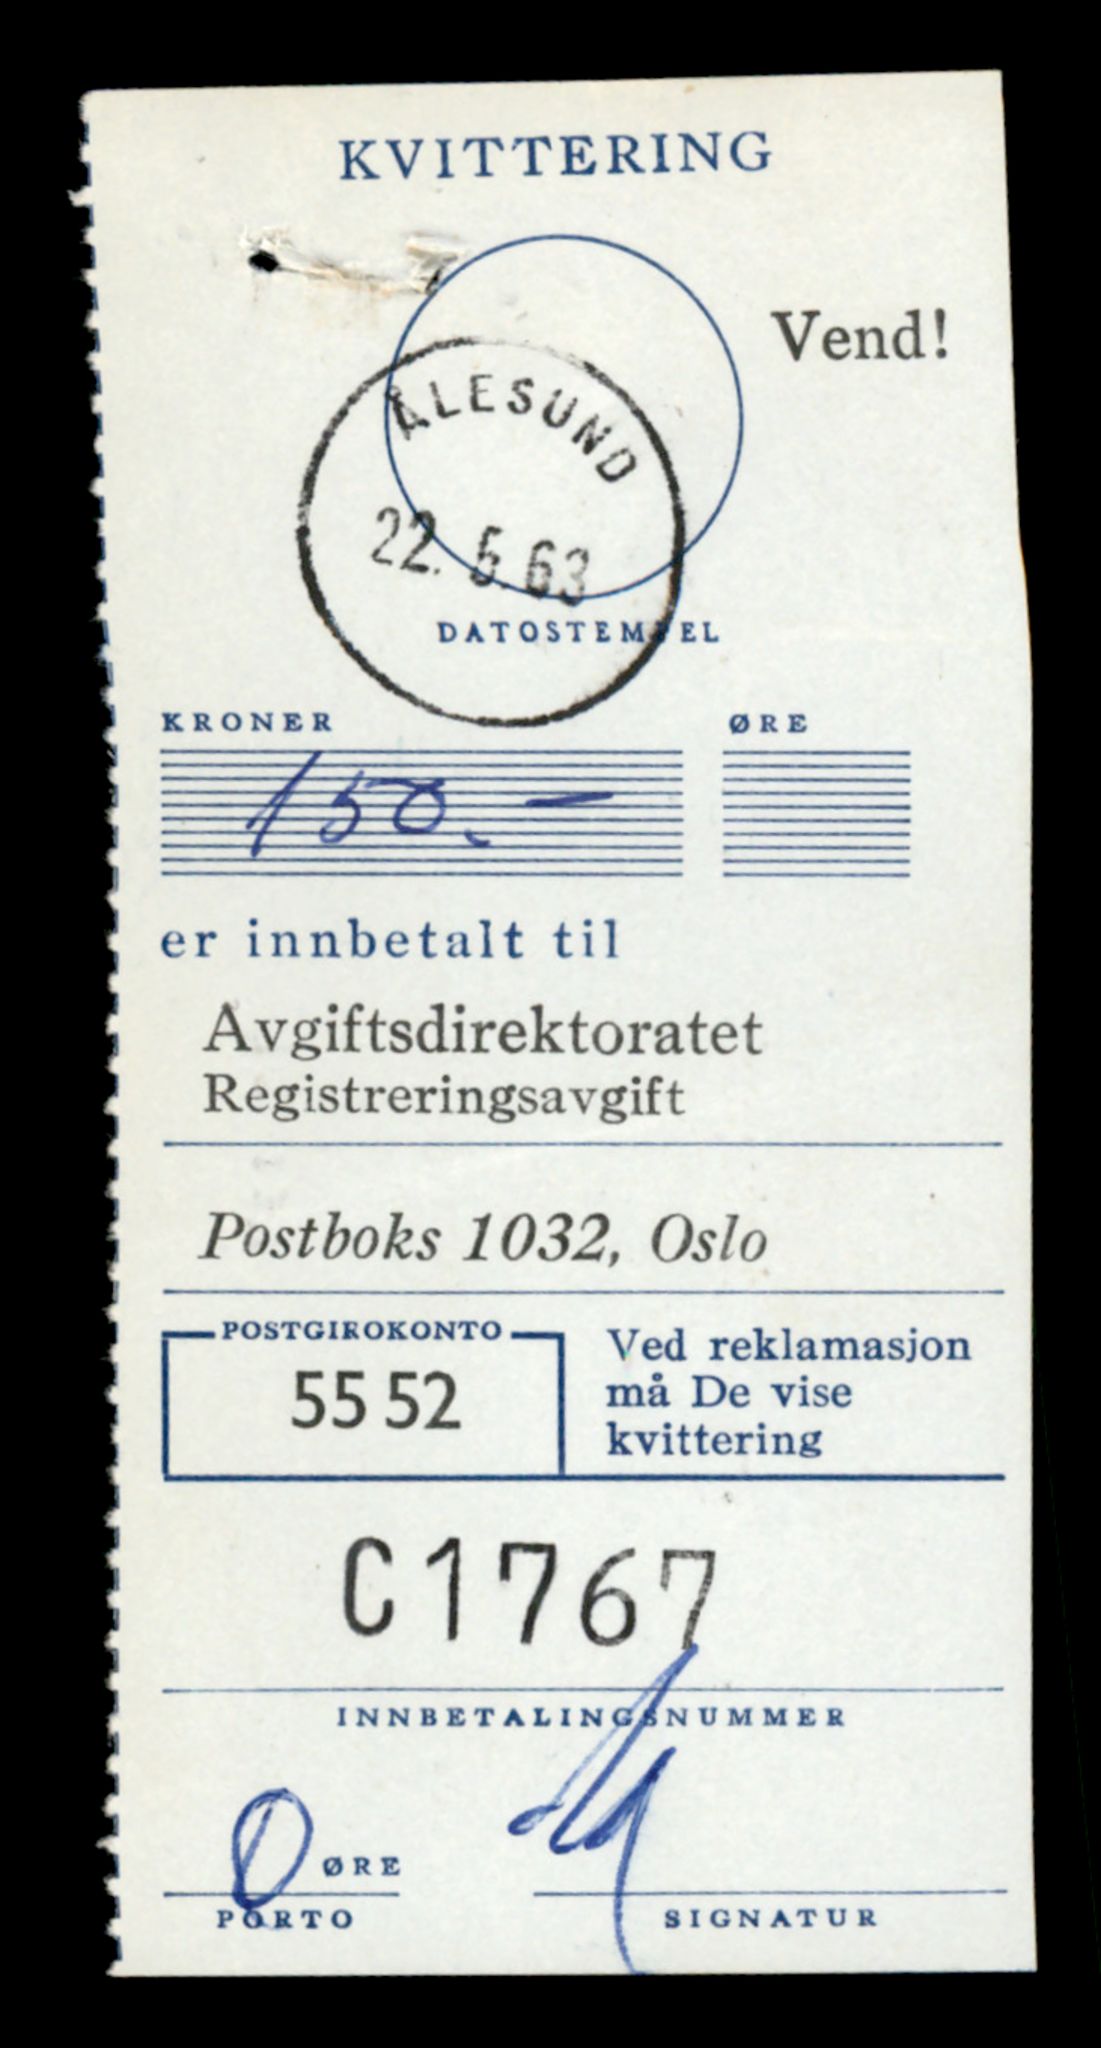 KVITTERING
Vend!
ÅLESUND
22. 5. 63
DATOSTEMPEL
KRONER ØRE
150.—
er innbetalt til
Avgiftsdirektoratet
Registreringsavgift
Postboks 1032, Oslo
POSTGIROKONTO
55 52
Ved reklamasjon
må De vise
kvittering
C1767
INNBETALINGSNUMMER
0 ØRE
PORTO SIGNATUR